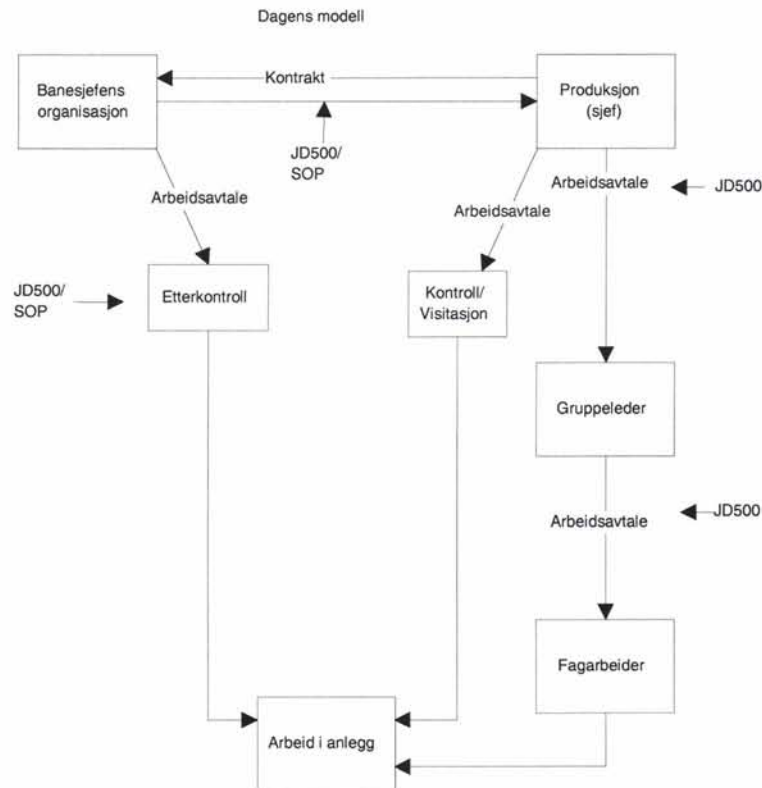 Dagens modell
Banesjefens
organisasjon
Kontrakt
Produksjon
(sjef)
JD500/
SOP
Arbeidsavtale
Arbeidsavtale
Arbeidsavtale
JD500
JD500/
SOP
Etterkontroll
Kontroll/
Visitasjon
Gruppeleder
Arbeidsavtale
JD500
Fagarbeider
Arbeid i anlegg